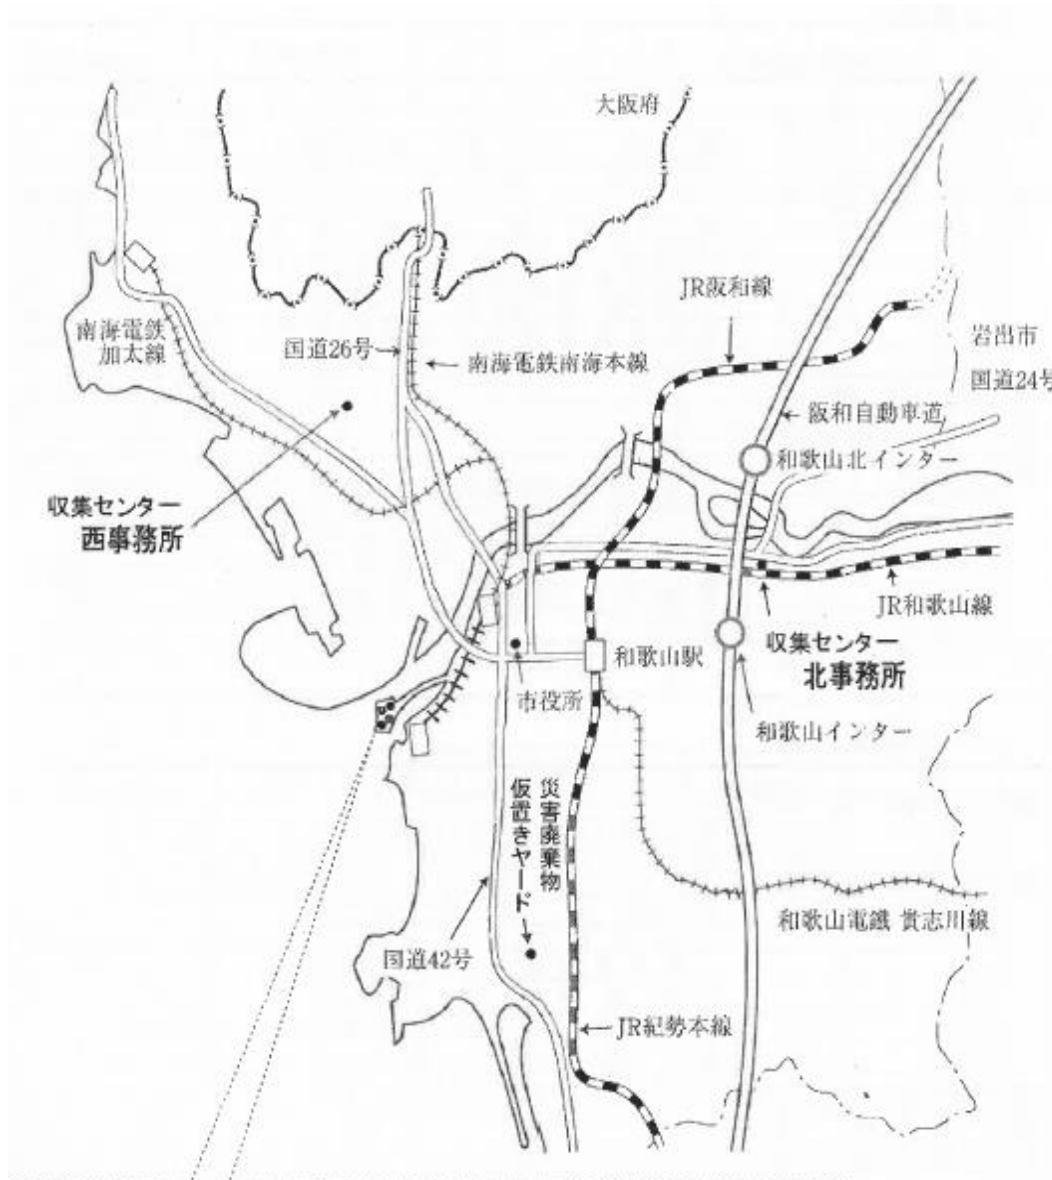 大阪府
JR阪和線
南海電鉄
加太線
国道26号
南海電鉄南海本線
岩出市
国道24号
阪和自動車道
和歌山北インター
収集センター
西事務所
JR和歌山線
収集センター
北事務所
和歌山駅
市役所
和歌山インター
災害廃棄物
仮置きヤード
和歌山電鐵 貴志川線
国道42号
JR紀勢本線